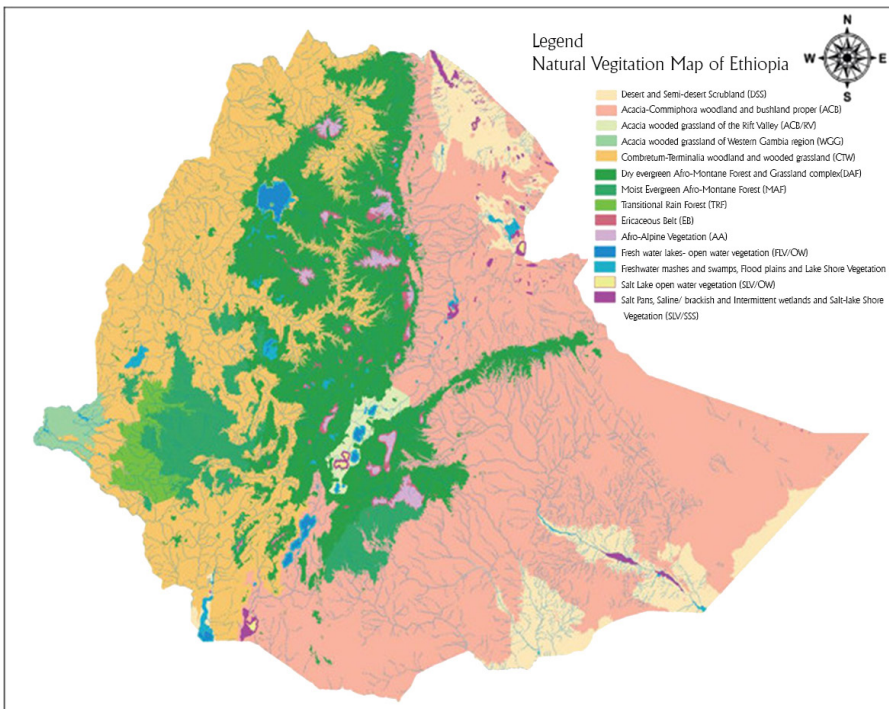 Legend
Natural Vegitation Map of Ethiopia
N
W
E
S
Desert and Semi-desert Scrubland (DSS)
Acacia-Commiphora woodland and bushland proper (ACB)
Acacia wooded grassland of the Rift Valley (ACB/RV)
Acacia wooded grassland of Western Gambia region (WGG)
Combretum-Terminalia woodland and wooded grassland (CTW)
Dry evergreen Afro-Montane Forest and Grassland complex(DAF)
Moist Evergreen Afro-Montane Forest (MAF)
Transitional Rain Forest (TRF)
Ericaceous Belt (EB)
Afro-Alpine Vegetation (AA)
Fresh water lakes- open water vegetation (FLV/OW)
Freshwater mashes and swamps, Flood plains and Lake Shore Vegetation
Salt Lake open water vegetation (SLV/OW)
Salt Pans, Saline/ brackish and Intermittent wetlands and Salt-lake Shore
Vegetation (SLV/SSS)